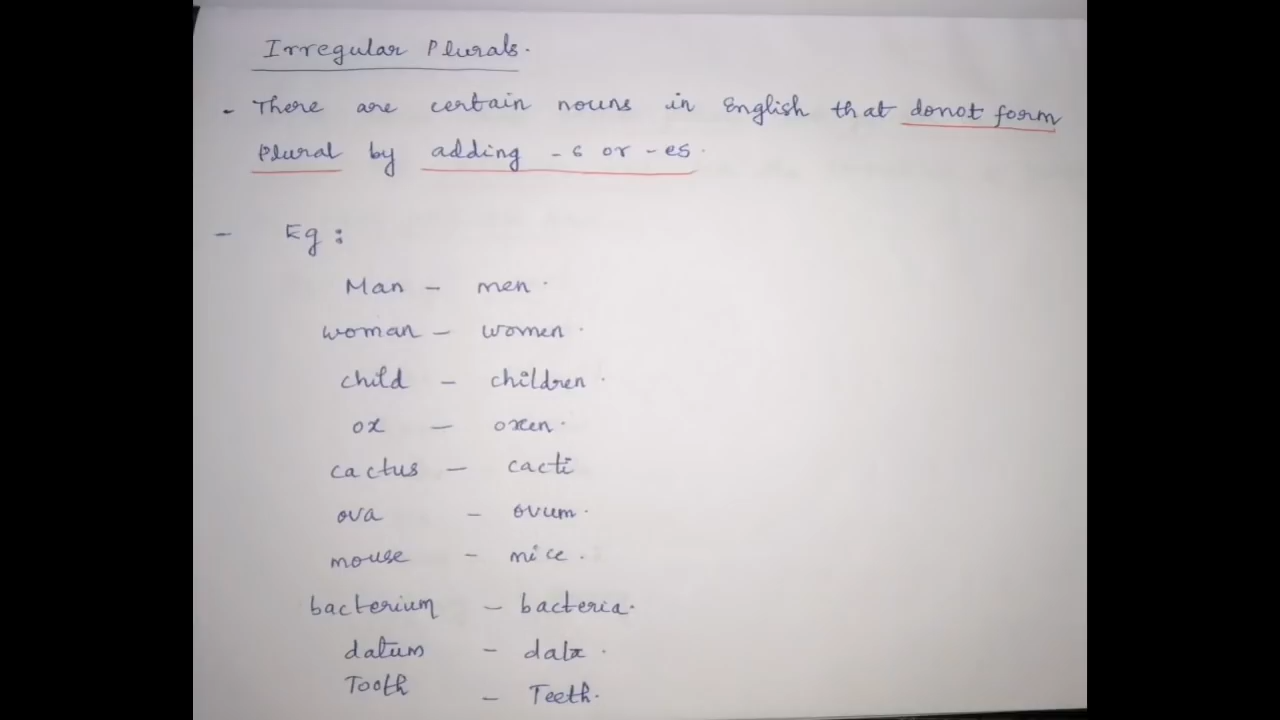 Irregular Plurals.
- There are certain nouns in English that donot form
Plural by adding -s or -es.
- Eg:
Man - men.
woman - women.
child - children.
ox - oxen.
cactus - cacti
ova - ovum.
mouse - mice.
bacterium - bacteria.
datum - data.
Tooth - Teeth.